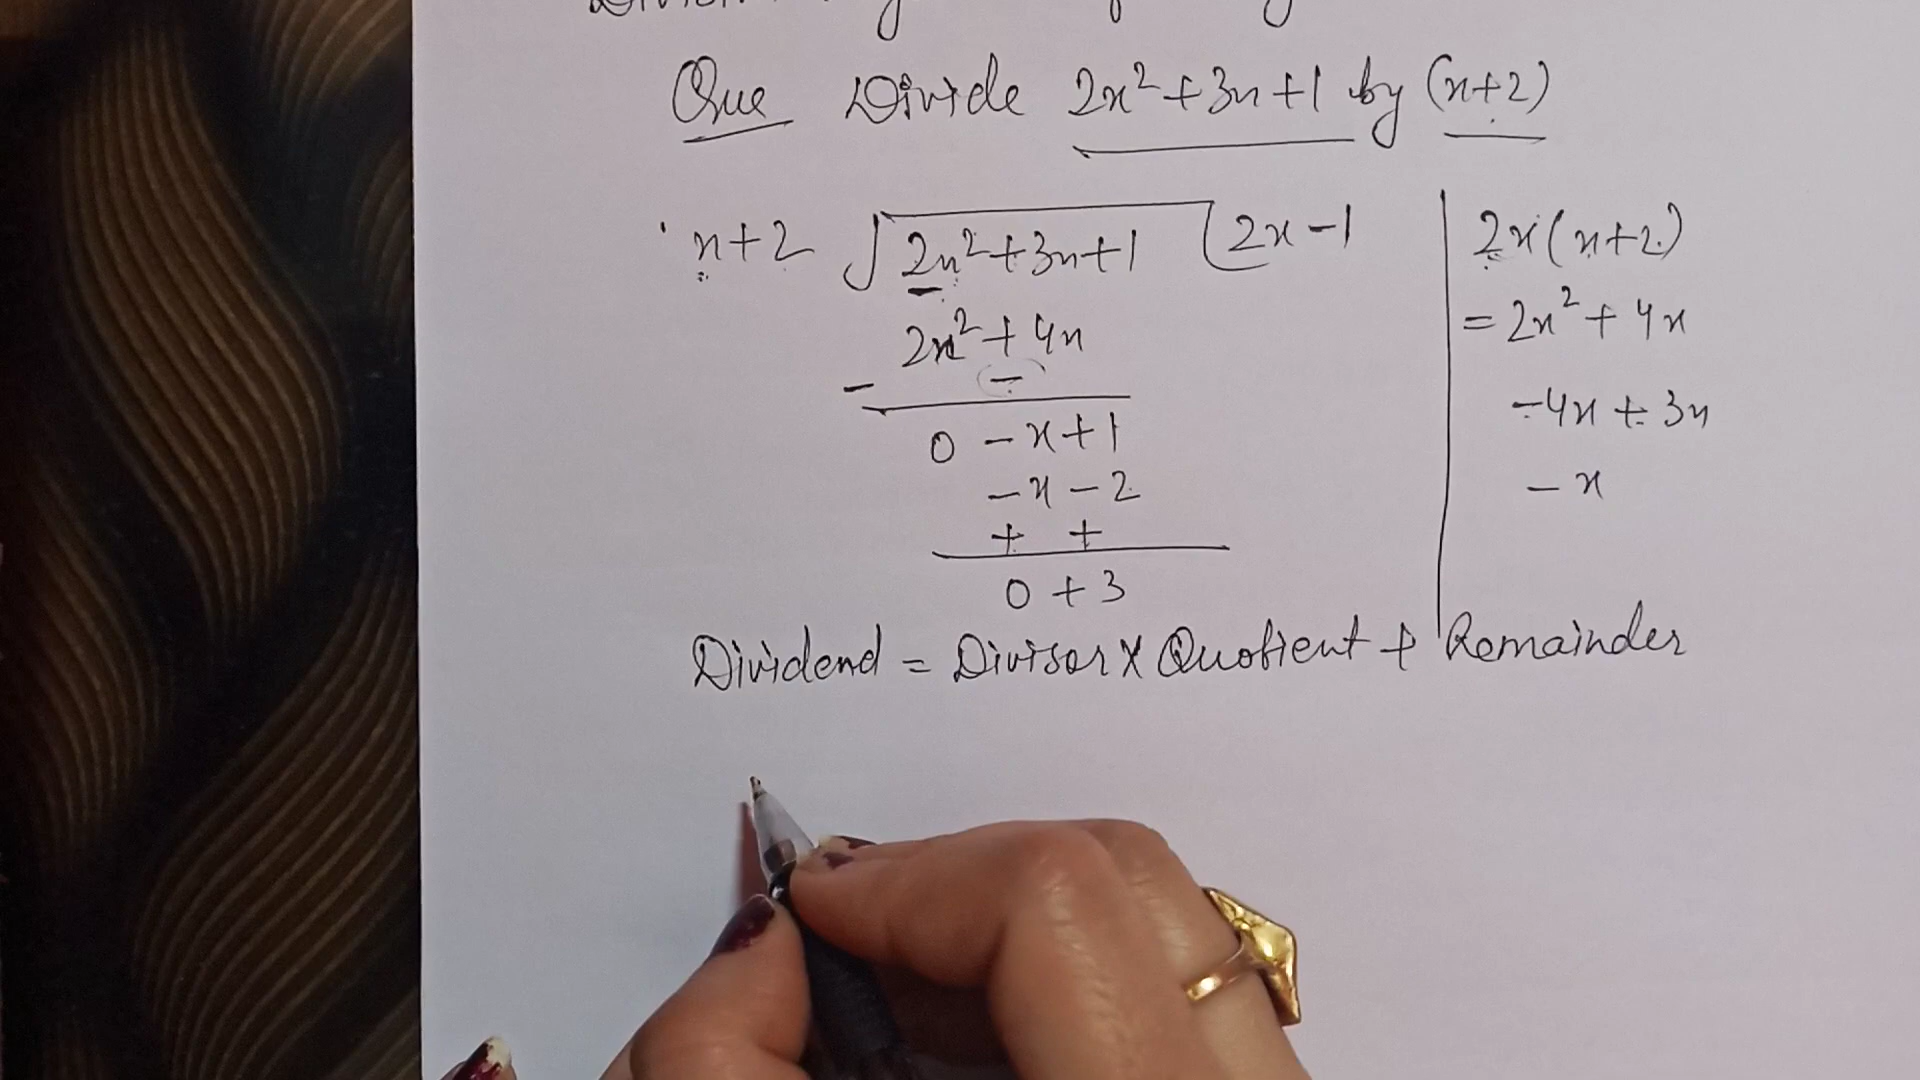 Que Divide 2x²+3x+1 by (x+2)
x+2 2x²+3x+1 2x-1
2x²+4x
- -
0 -x+1
-x-2
+ +
0+3
2x(x+2)
=2x²+4x
-4x+3x
-x
Dividend = Divisor X Quotient + Remainder